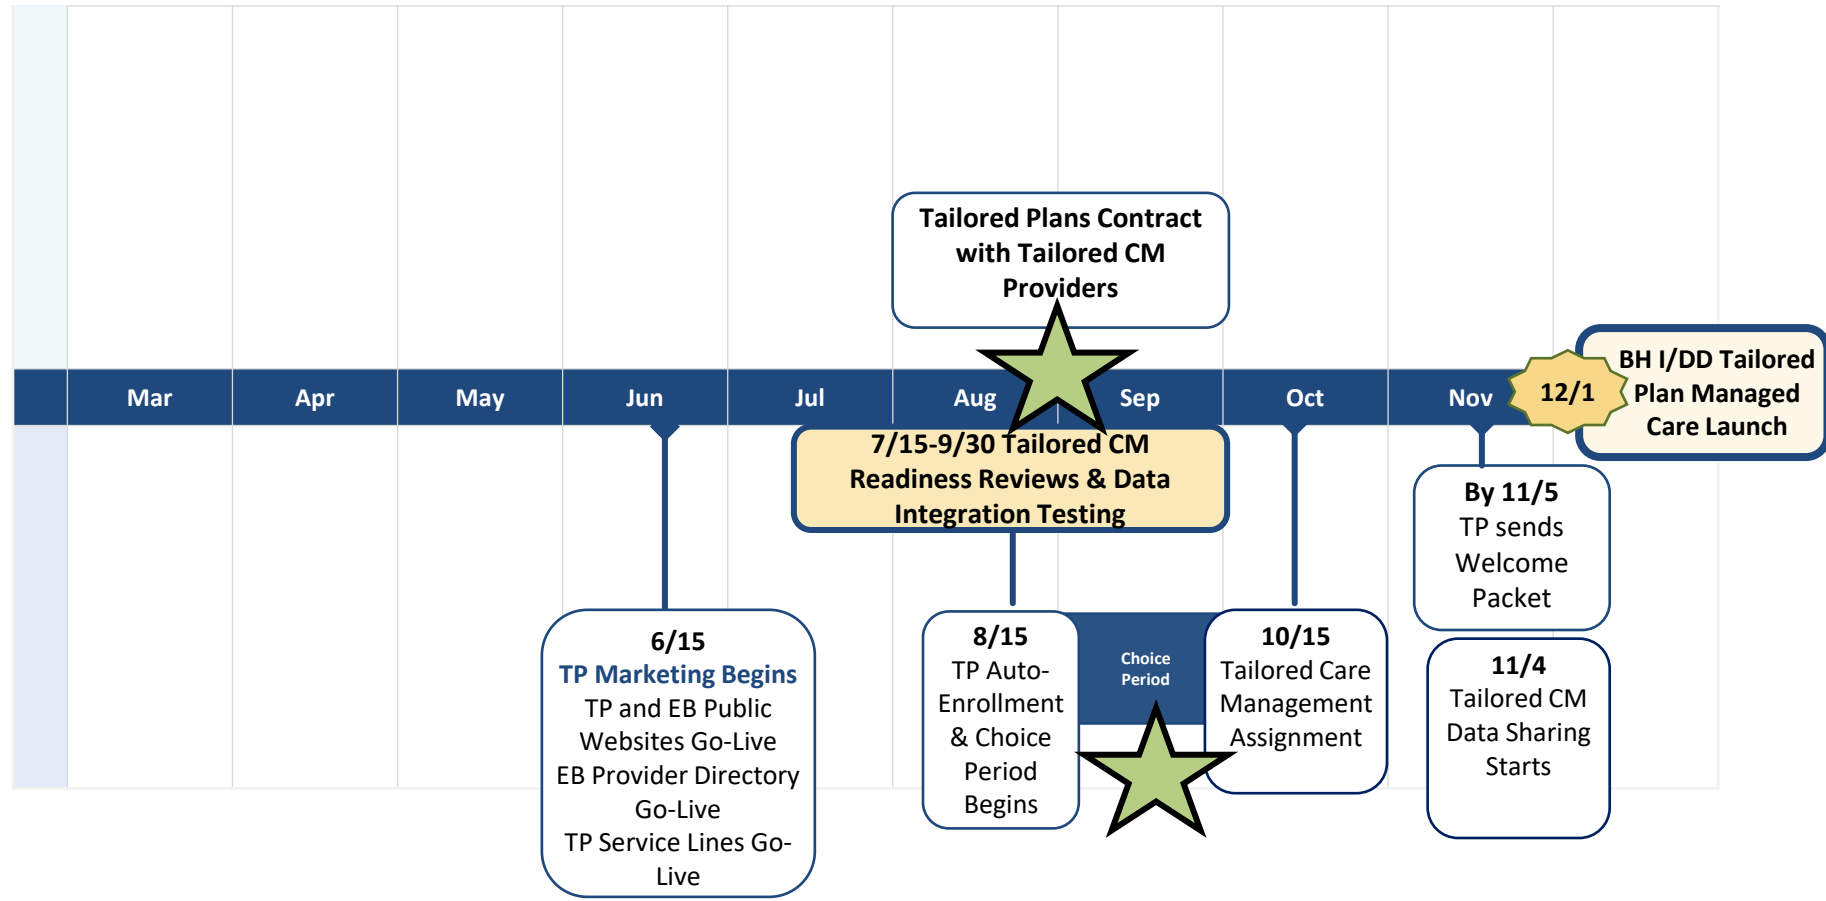 Tailored Plans Contract
with Tailored CM
Providers
Mar
Apr
May
Jun
Jul
Aug
Sep
Oct
Nov
12/1
BH I/DD Tailored
Plan Managed
Care Launch
7/15-9/30 Tailored CM
Readiness Reviews & Data
Integration Testing
6/15
TP Marketing Begins
TP and EB Public
Websites Go-Live
EB Provider Directory
Go-Live
TP Service Lines Go-
Live
8/15
TP Auto-
Enrollment
& Choice
Period
Begins
Choice
Period
10/15
Tailored Care
Management
Assignment
By 11/5
TP sends
Welcome
Packet
11/4
Tailored CM
Data Sharing
Starts